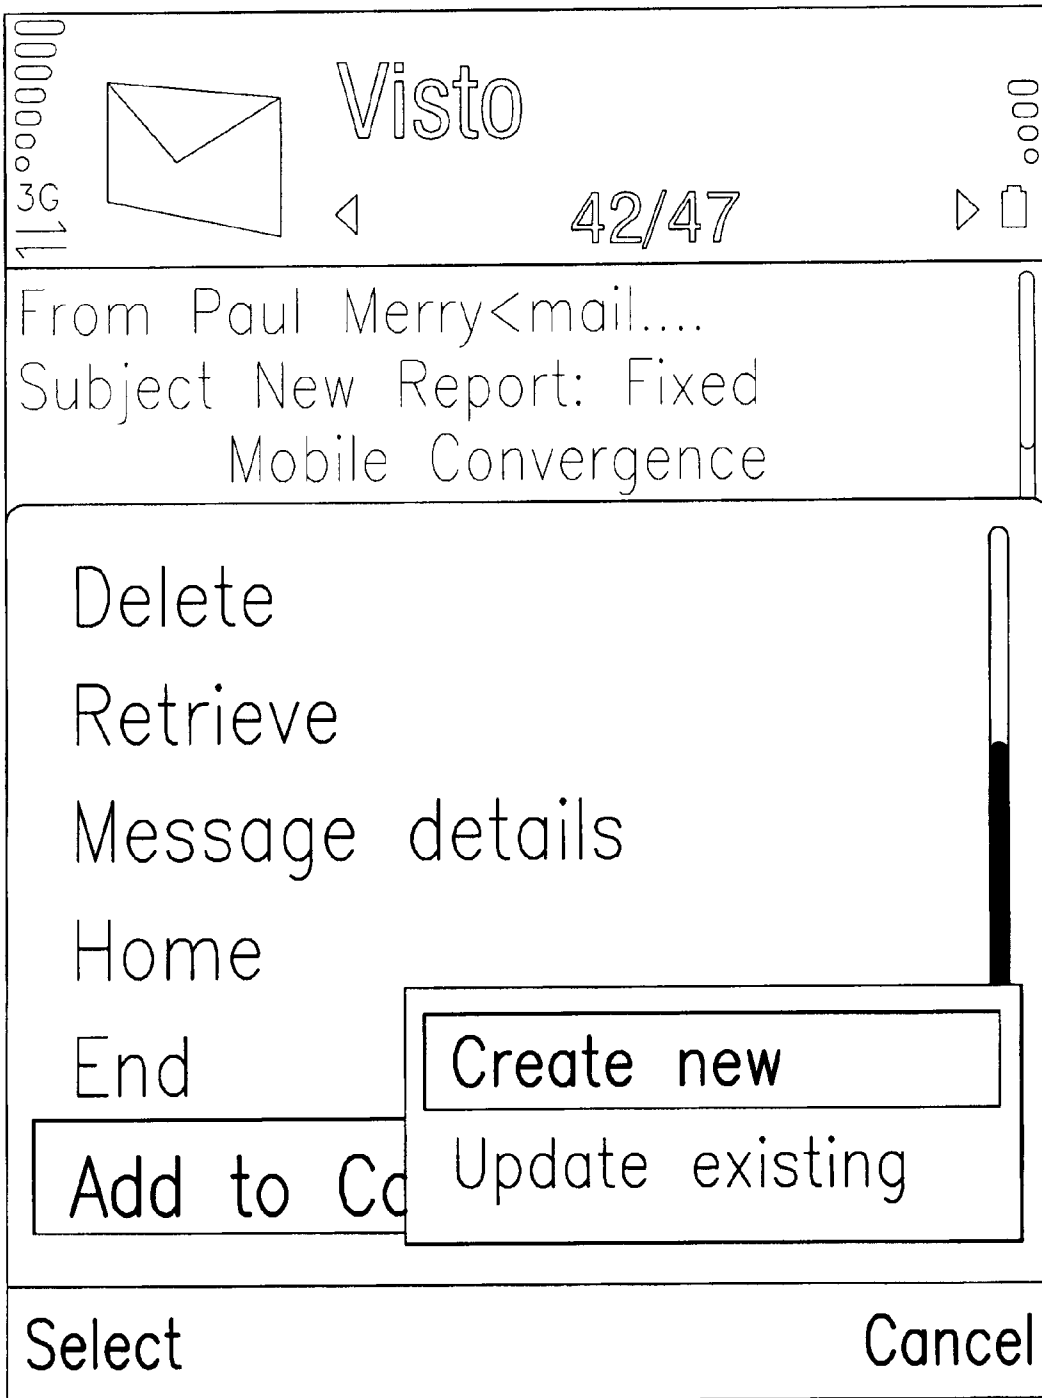 Visto
3G
42/47
From Paul Merry<mail....
Subject New Report: Fixed
Mobile Convergence
Delete
Retrieve
Message details
Home
End
Create new
Add to Co
Update existing
Select
Cancel